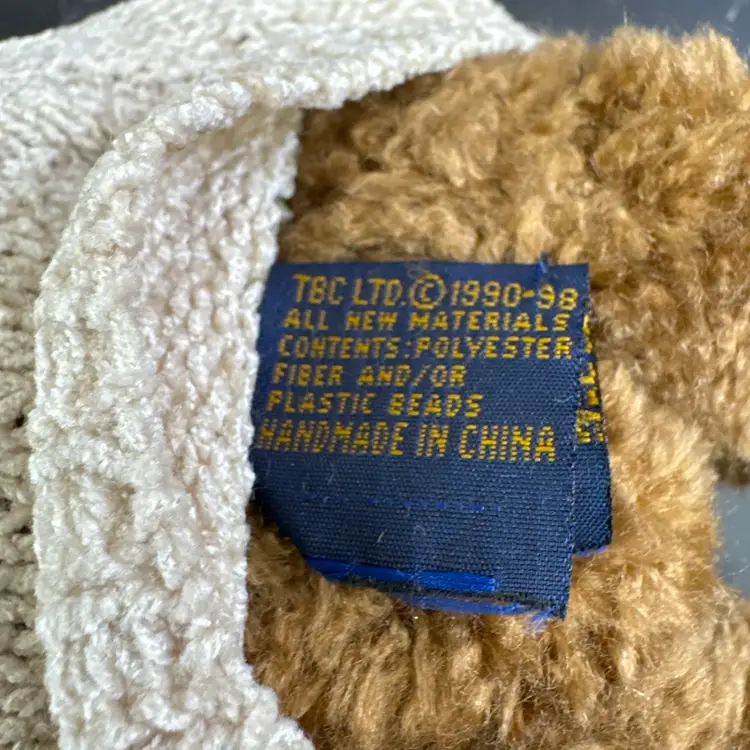 TBC LTD.©1990-98
ALL NEW MATERIALS
CONTENTS:POLYESTER
FIBER AND/OR
PLASTIC BEADS
HANDMADE IN CHINA